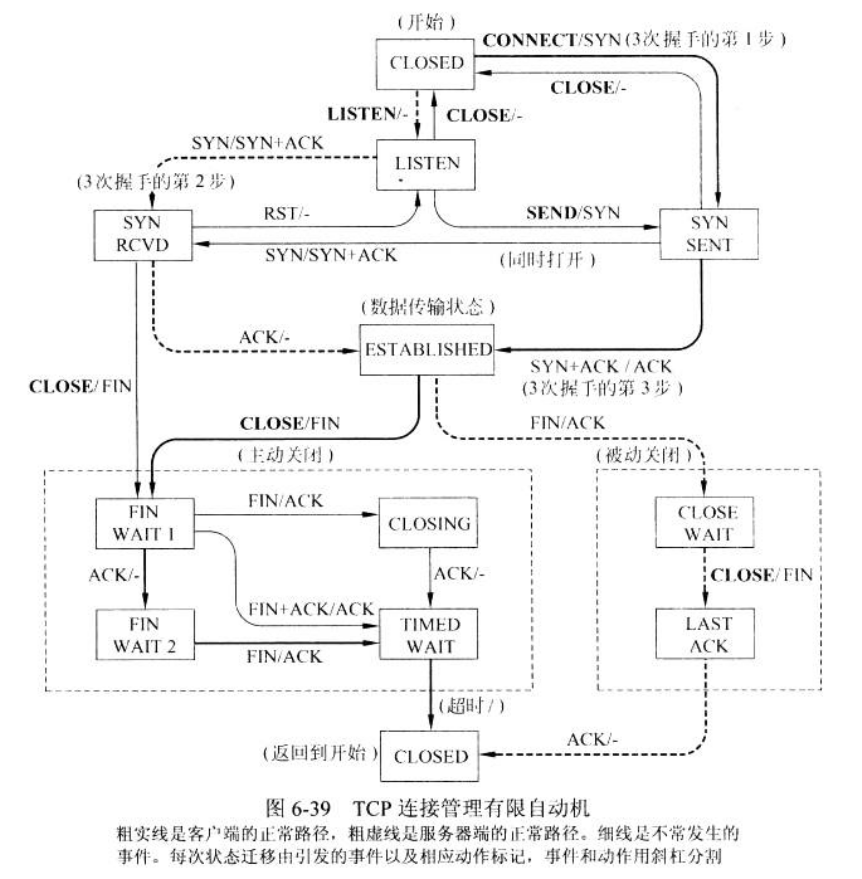 (开始)
CONNECT/SYN (3次握手的第1步)
CLOSED
CLOSE/-
LISTEN/-
CLOSE/-
SYN/SYN+ACK
LISTEN
(3次握手的第2步)
SYN
RCVD
RST/-
SEND/SYN
SYN
SENT
SYN/SYN+ACK
(同时打开)
(数据传输状态)
ACK/-
ESTABLISHED
SYN+ACK / ACK
(3次握手的第3步)
CLOSE/FIN
CLOSE/FIN
FIN/ACK
(主动关闭)
(被动关闭)
FIN
WAIT 1
FIN/ACK
CLOSING
CLOSE
WAIT
ACK/-
ACK/-
CLOSE/FIN
FIN+ACK/ACK
FIN
WAIT 2
FIN/ACK
TIMED
WAIT
LAST
ACK
(超时/)
(返回到开始)
CLOSED
ACK/-
图 6-39 TCP 连接管理有限自动机
粗实线是客户端的正常路径，粗虚线是服务器端的正常路径。细线是不常发生的
事件。每次状态迁移由引发的事件以及相应动作标记，事件和动作用斜杠分割